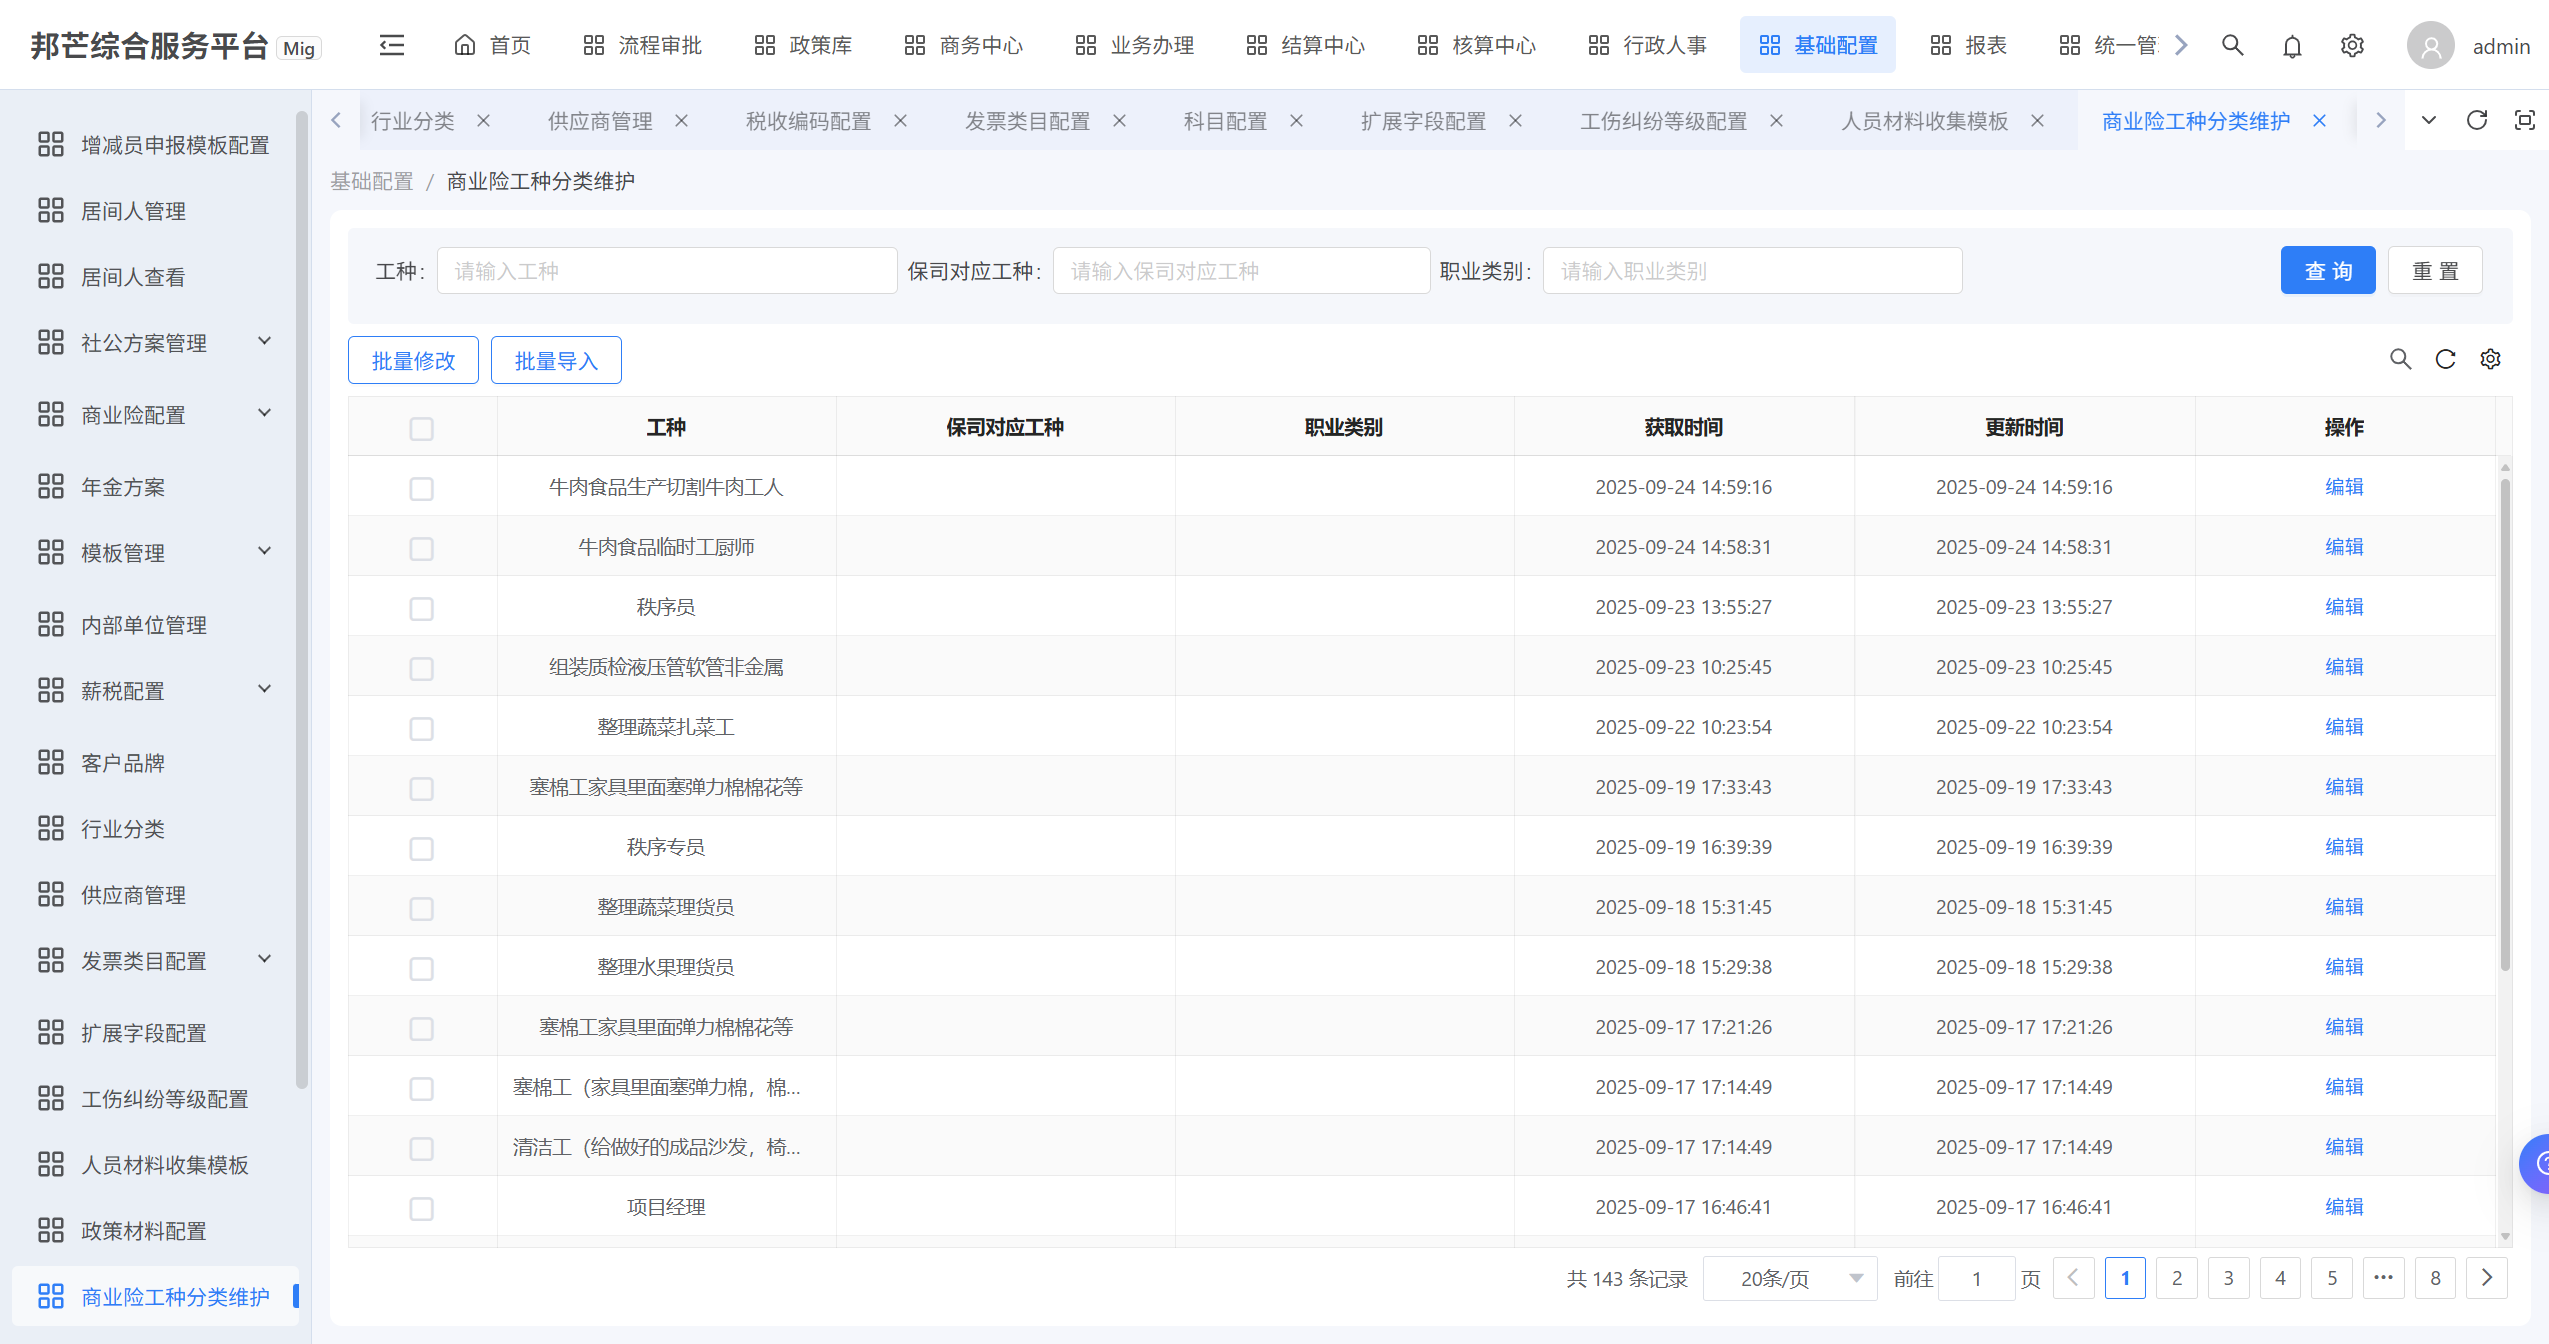 邦芒综合服务平台 Mig 首页 流程审批 政策库 商务中心 业务办理 结算中心 核算中心 行政人事 基础配置 报表 统一管 admin
行业分类 供应商管理 税收编码配置 发票类目配置 科目配置 扩展字段配置 工伤纠纷等级配置 人员材料收集模板 商业险工种分类维护
基础配置 / 商业险工种分类维护
增减员申报模板配置
居间人管理
居间人查看
社公方案管理
商业险配置
年金方案
模板管理
内部单位管理
薪税配置
客户品牌
行业分类
供应商管理
发票类目配置
扩展字段配置
工伤纠纷等级配置
人员材料收集模板
政策材料配置
商业险工种分类维护
工种: 请输入工种 保司对应工种: 请输入保司对应工种 职业类别: 请输入职业类别 查 询 重 置
批量修改 批量导入
工种 保司对应工种 职业类别 获取时间 更新时间 操作
牛肉食品生产切割牛肉工人 2025-09-24 14:59:16 2025-09-24 14:59:16 编辑
牛肉食品临时工厨师 2025-09-24 14:58:31 2025-09-24 14:58:31 编辑
秩序员 2025-09-23 13:55:27 2025-09-23 13:55:27 编辑
组装质检液压管软管非金属 2025-09-23 10:25:45 2025-09-23 10:25:45 编辑
整理蔬菜扎菜工 2025-09-22 10:23:54 2025-09-22 10:23:54 编辑
塞棉工家具里面塞弹力棉棉花等 2025-09-19 17:33:43 2025-09-19 17:33:43 编辑
秩序专员 2025-09-19 16:39:39 2025-09-19 16:39:39 编辑
整理蔬菜理货员 2025-09-18 15:31:45 2025-09-18 15:31:45 编辑
整理水果理货员 2025-09-18 15:29:38 2025-09-18 15:29:38 编辑
塞棉工家具里面弹力棉棉花等 2025-09-17 17:21:26 2025-09-17 17:21:26 编辑
塞棉工（家具里面塞弹力棉，棉... 2025-09-17 17:14:49 2025-09-17 17:14:49 编辑
清洁工（给做好的成品沙发，椅... 2025-09-17 17:14:49 2025-09-17 17:14:49 编辑
项目经理 2025-09-17 16:46:41 2025-09-17 16:46:41 编辑
共 143 条记录 20条/页 前往 1 页 1 2 3 4 5 ••• 8